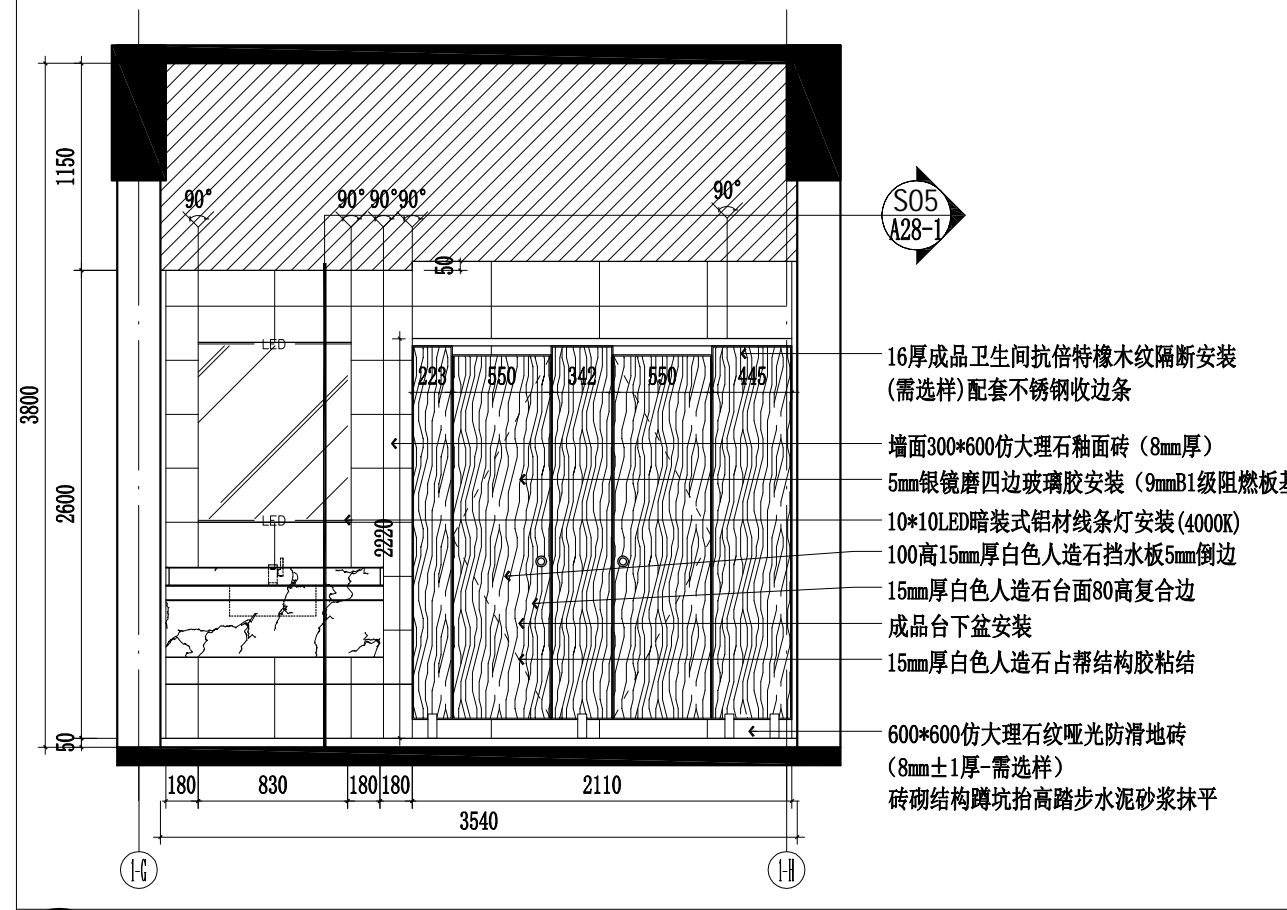 1150
90°
90°
90°
90°
90°
S05
A28-1
50
3800
LED
16厚成品卫生间抗倍特橡木纹隔断安装
(需选样)配套不锈钢收边条
223
550
342
550
445
墙面300*600仿大理石釉面砖（8mm厚）
5mm银镜磨四边玻璃胶安装（9mmB1级阻燃板
2600
LED
2220
10*10LED暗装式铝材线条灯安装(4000K)
100高15mm厚白色人造石挡水板5mm倒边
15mm厚白色人造石台面80高复合边
成品台下盆安装
15mm厚白色人造石占帮结构胶粘结
600*600仿大理石纹哑光防滑地砖
（8mm±1厚-需选样）
砖砌结构蹲坑抬高踏步水泥砂浆抹平
50
180
830
180
180
2110
3540
1-G
1-H